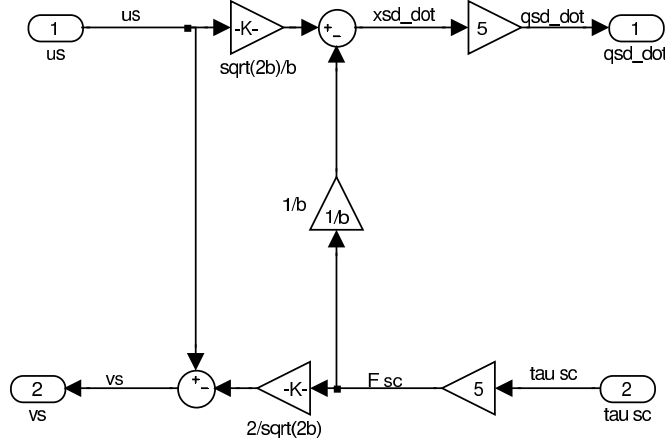 us
xsd_dot
qsd_dot
1
-K-
+
−
5
1
us
sqrt(2b)/b
qsd_dot
1/b
1/b
vs
+
−
F sc
tau sc
2
-K-
5
2
vs
2/sqrt(2b)
tau sc